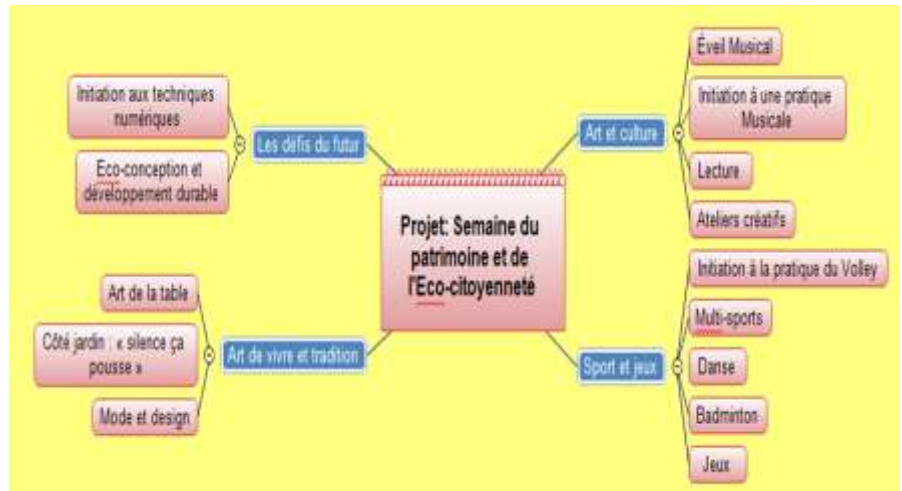 Projet: Semaine du
patrimoine et de
l'Eco-citoyenneté
Les défis du futur
Initiation aux techniques
numériques
Eco-conception et
développement durable
Art de vivre et tradition
Art de la table
Côté jardin : « silence ça
pousse »
Mode et design
Art et culture
Éveil Musical
Initiation à une pratique
Musicale
Lecture
Ateliers créatifs
Sport et jeux
Initiation à la pratique du Volley
Multi-sports
Danse
Badminton
Jeux